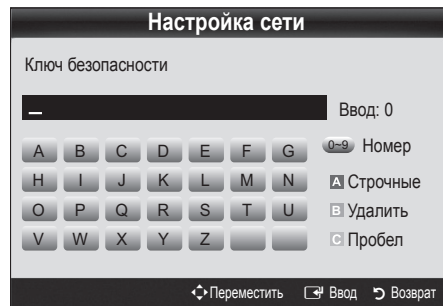 Настройка сети
Ключ безопасности
Ввод: 0
A B C D E F G 0~9 Номер
H I J K L M N A Строчные
O P Q R S T U B Удалить
V W X Y Z C Пробел
Переместить Ввод Возврат